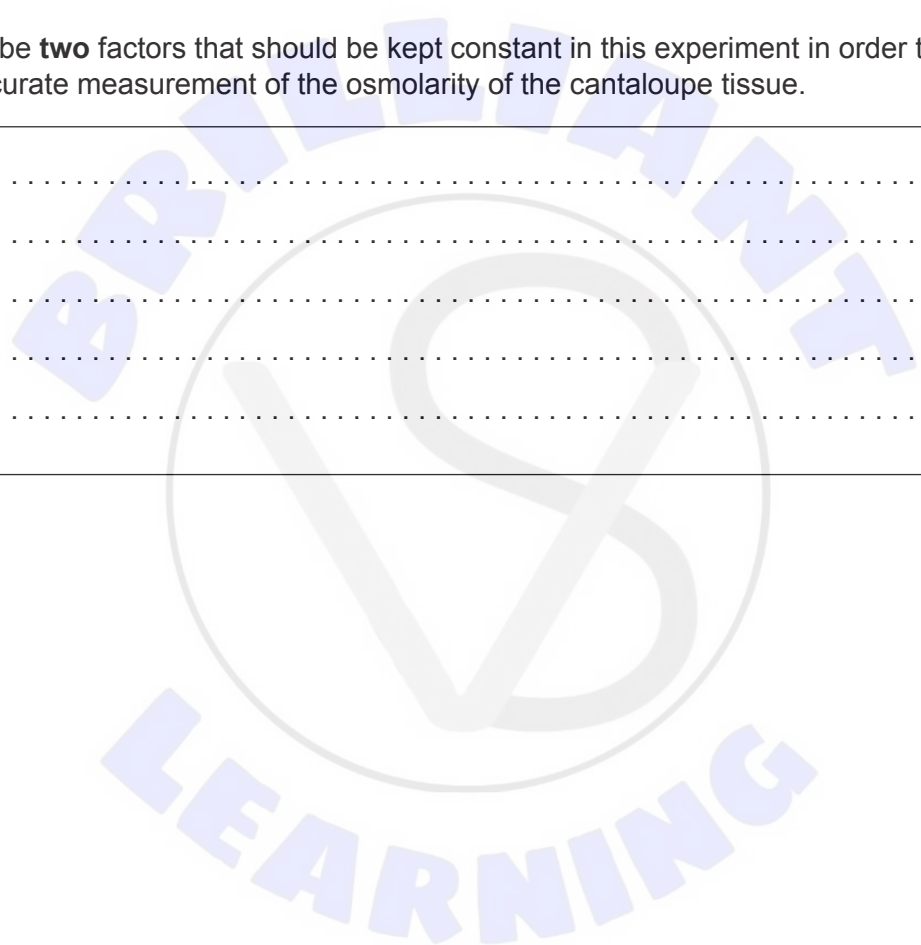 be two factors that should be kept constant in this experiment in order t
curate measurement of the osmolarity of the cantaloupe tissue.
BRILLIANT
VS
LEARNING